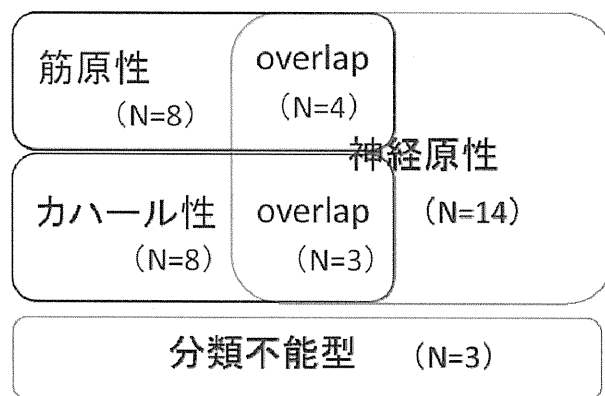 筋原性
(N=8)
overlap
(N=4)
神経原性
(N=14)
カハール性
(N=8)
overlap
(N=3)
分類不能型 (N=3)